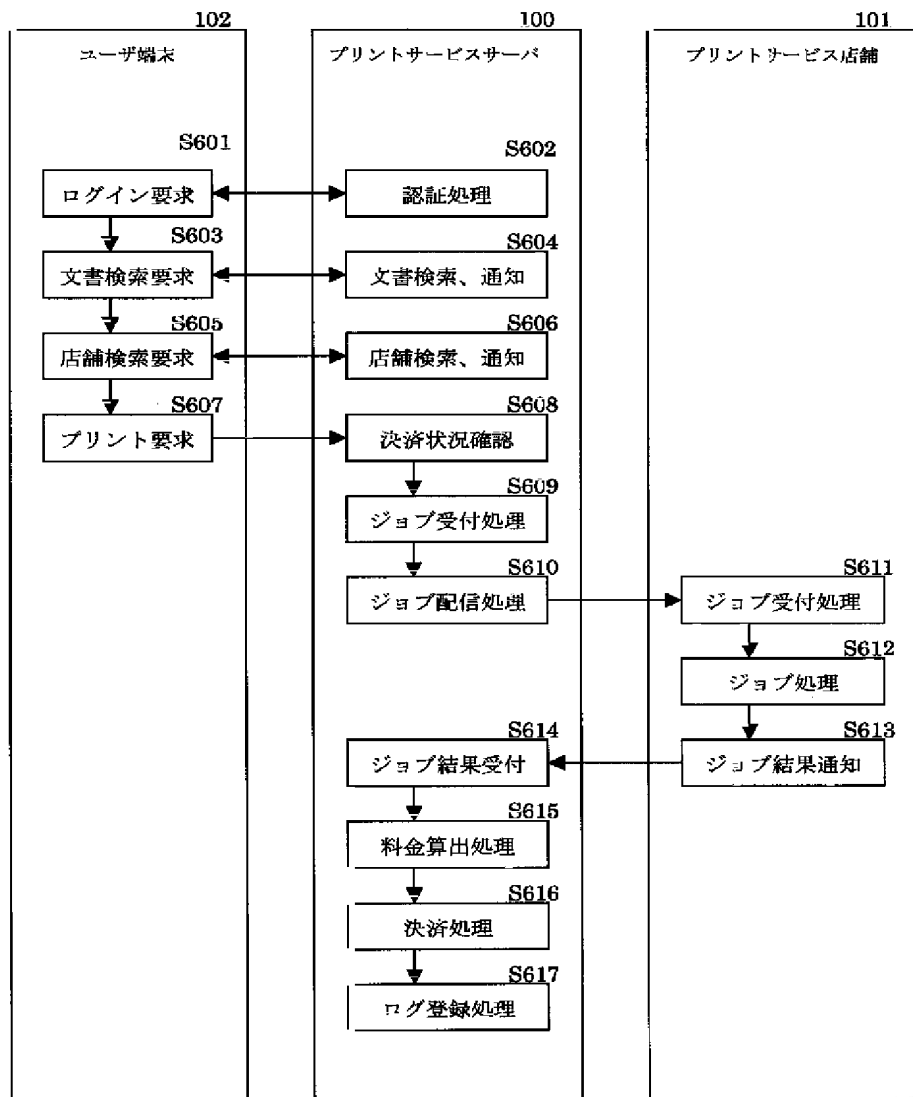 102
100
101
ユーザ端末
プリントサービスサーバ
プリントサービス店舗
S601
S602
ログイン要求
認証処理
S603
S604
文書検索要求
文書検索、通知
S605
S606
店舗検索要求
店舗検索、通知
S607
S608
プリント要求
決済状況確認
S609
ジョブ受付処理
S610
S611
ジョブ配信処理
ジョブ受付処理
S612
ジョブ処理
S614
S613
ジョブ結果受付
ジョブ結果通知
S615
料金算出処理
S616
決済処理
S617
ログ登録処理